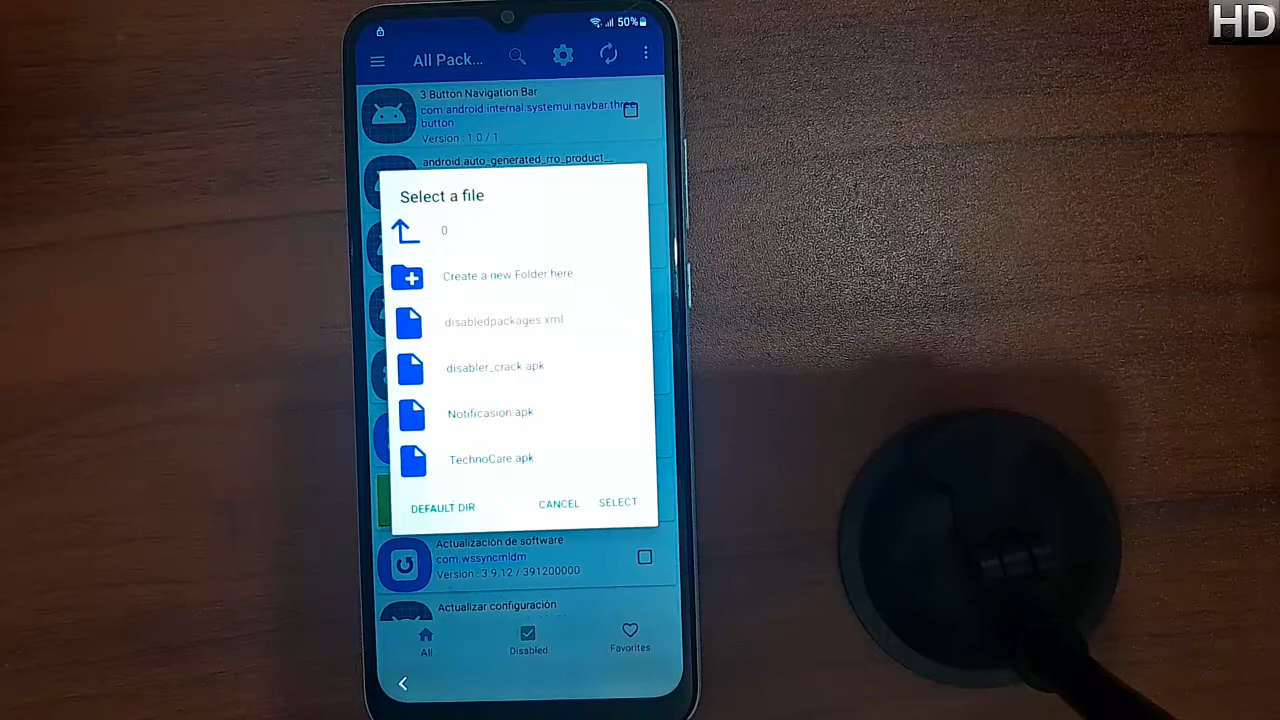 HD
50%
All Pack...
3 Button Navigation Bar
com.android.internal.systemui.navbar.three
button
Version : 1.0 / 1
android.auto_generated_rro_product__
Select a file
0
Create a new Folder here
disabledpackages.xml
disabler_crack.apk
Notificasion.apk
TechnoCare.apk
DEFAULT DIR
CANCEL
SELECT
Actualización de software
com.wssyncmldm
Version : 3.9.12 / 391200000
Actualizar configuración
All
Disabled
Favorites